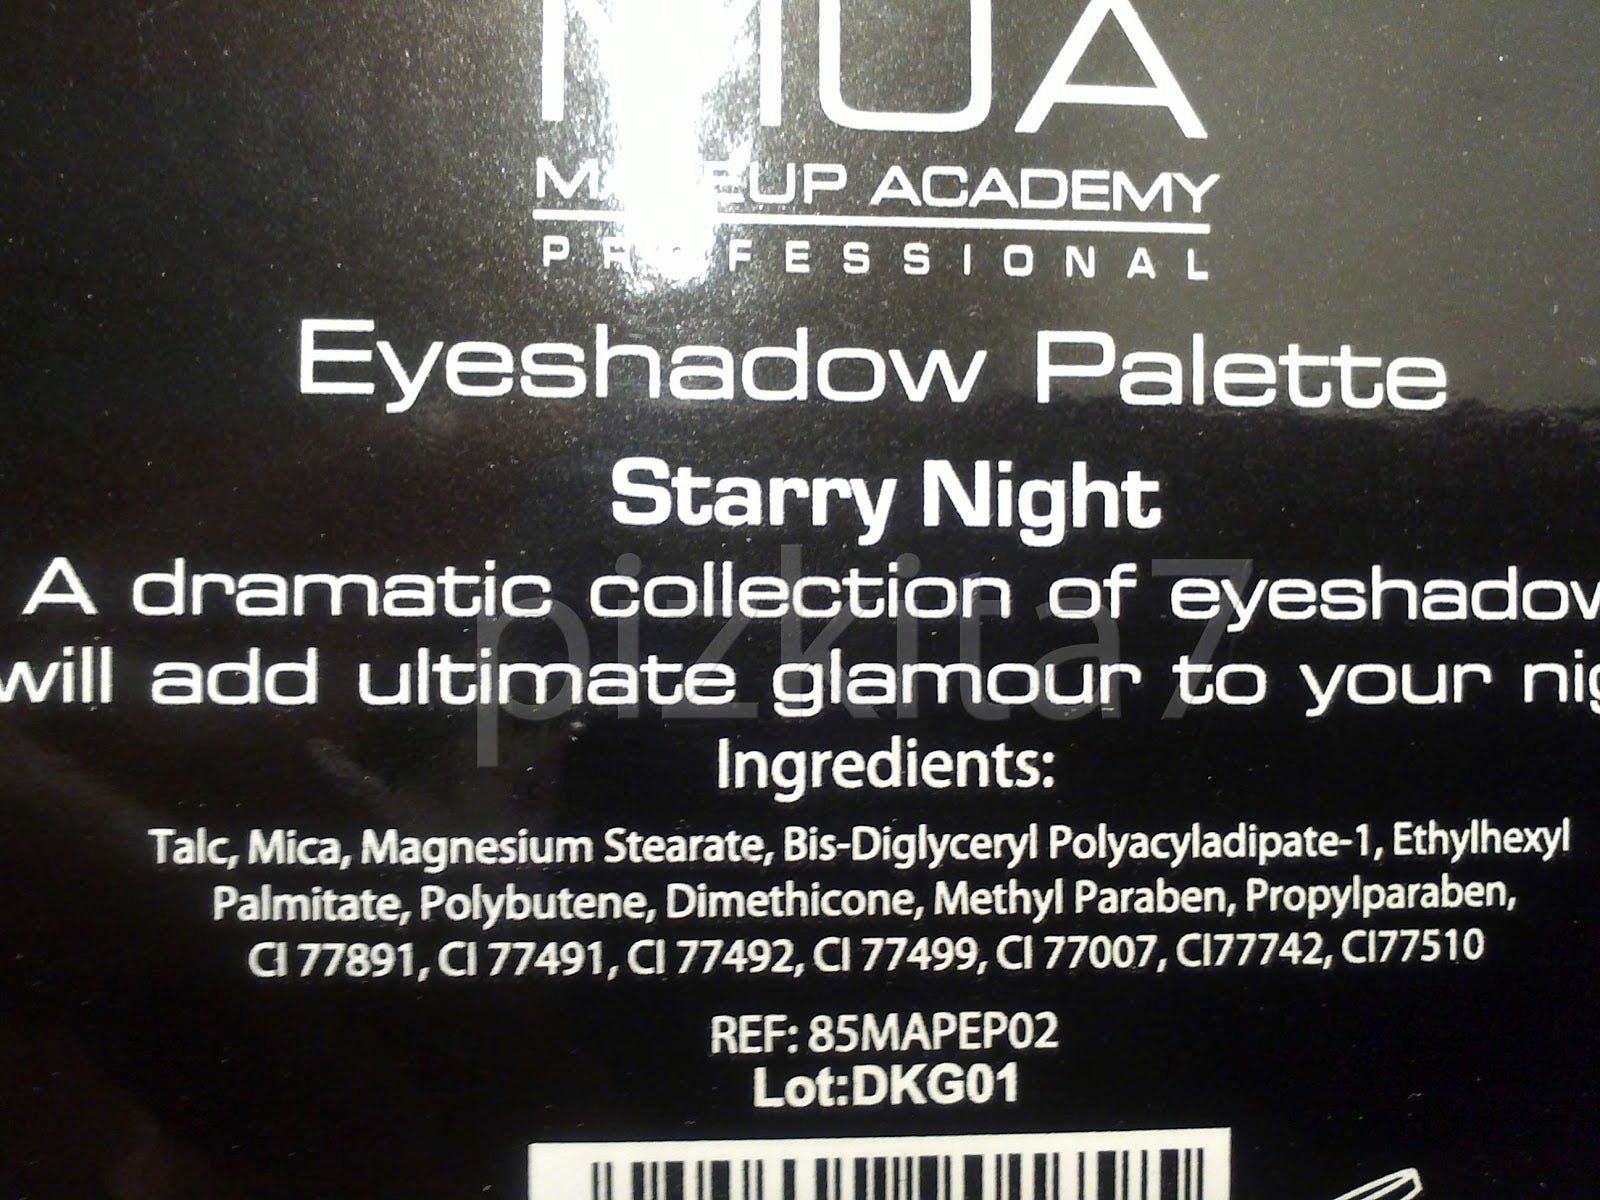 MUA
MAKEUP ACADEMY
PROFESSIONAL
Eyeshadow Palette
Starry Night
A dramatic collection of eyeshadow
will add ultimate glamour to your nig
pizkita7
Ingredients:
Talc, Mica, Magnesium Stearate, Bis-Diglyceryl Polyacyladipate-1, Ethylhexyl
Palmitate, Polybutene, Dimethicone, Methyl Paraben, Propylparaben,
CI 77891, CI 77491, CI 77492, CI 77499, CI 77007, CI77742, CI77510
REF: 85MAPEP02
Lot:DKG01